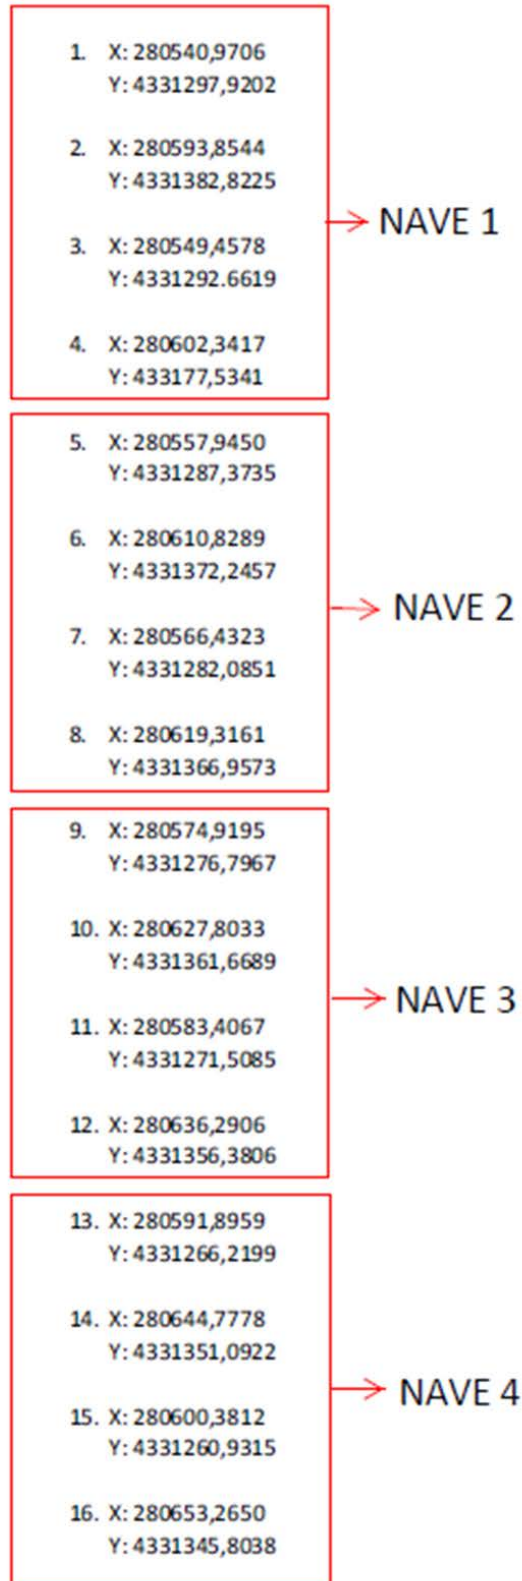 1. X: 280540,9706
Y: 4331297,9202
2. X: 280593,8544
Y: 4331382,8225
3. X: 280549,4578
Y: 4331292.6619
4. X: 280602,3417
Y: 433177,5341
NAVE 1
5. X: 280557,9450
Y: 4331287,3735
6. X: 280610,8289
Y: 4331372,2457
7. X: 280566,4323
Y: 4331282,0851
8. X: 280619,3161
Y: 4331366,9573
NAVE 2
9. X: 280574,9195
Y: 4331276,7967
10. X: 280627,8033
Y: 4331361,6689
11. X: 280583,4067
Y: 4331271,5085
12. X: 280636,2906
Y: 4331356,3806
NAVE 3
13. X: 280591,8959
Y: 4331266,2199
14. X: 280644,7778
Y: 4331351,0922
15. X: 280600,3812
Y: 4331260,9315
16. X: 280653,2650
Y: 4331345,8038
NAVE 4